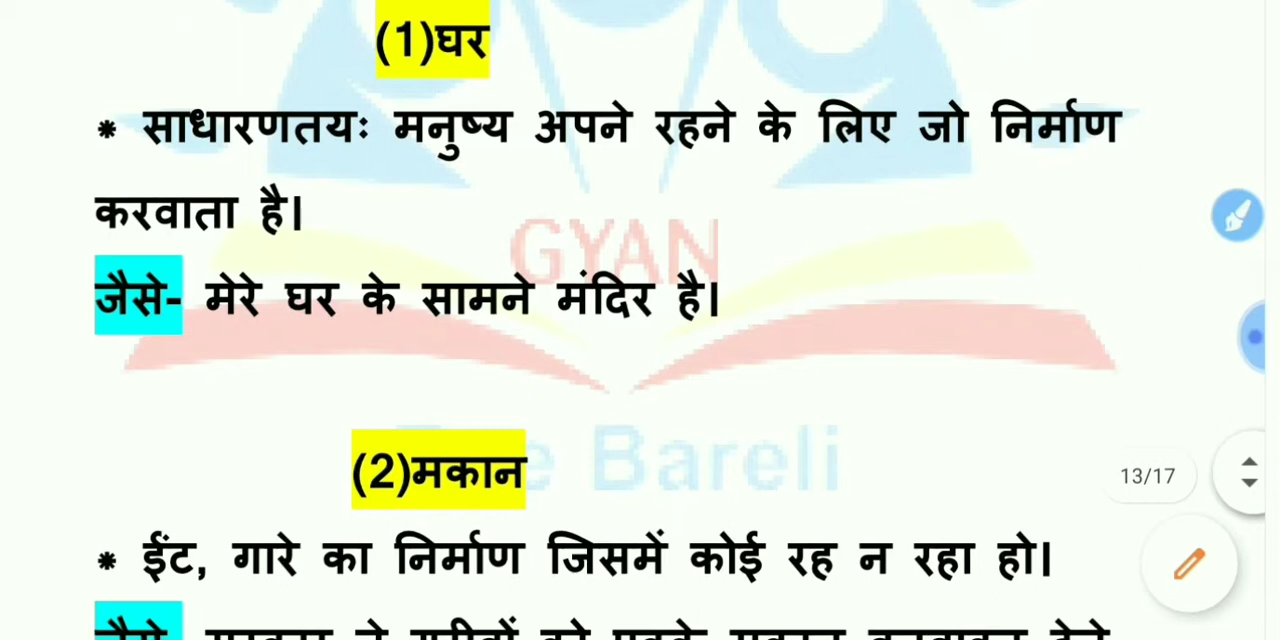 (1)घर
* साधारणतयः मनुष्य अपने रहने के लिए जो निर्माण
करवाता है।
GYAN
जैसे- मेरे घर के सामने मंदिर है।
Bareli
(2)मकान
13/17
* ईंट, गारे का निर्माण जिसमें कोई रह न रहा हो।
जैसे